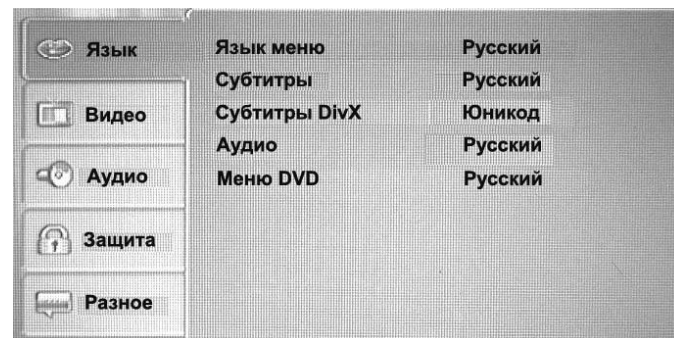 Язык
Видео
Аудио
Защита
Разное
Язык меню Русский
Субтитры Русский
Субтитры DivX Юникод
Аудио Русский
Меню DVD Русский